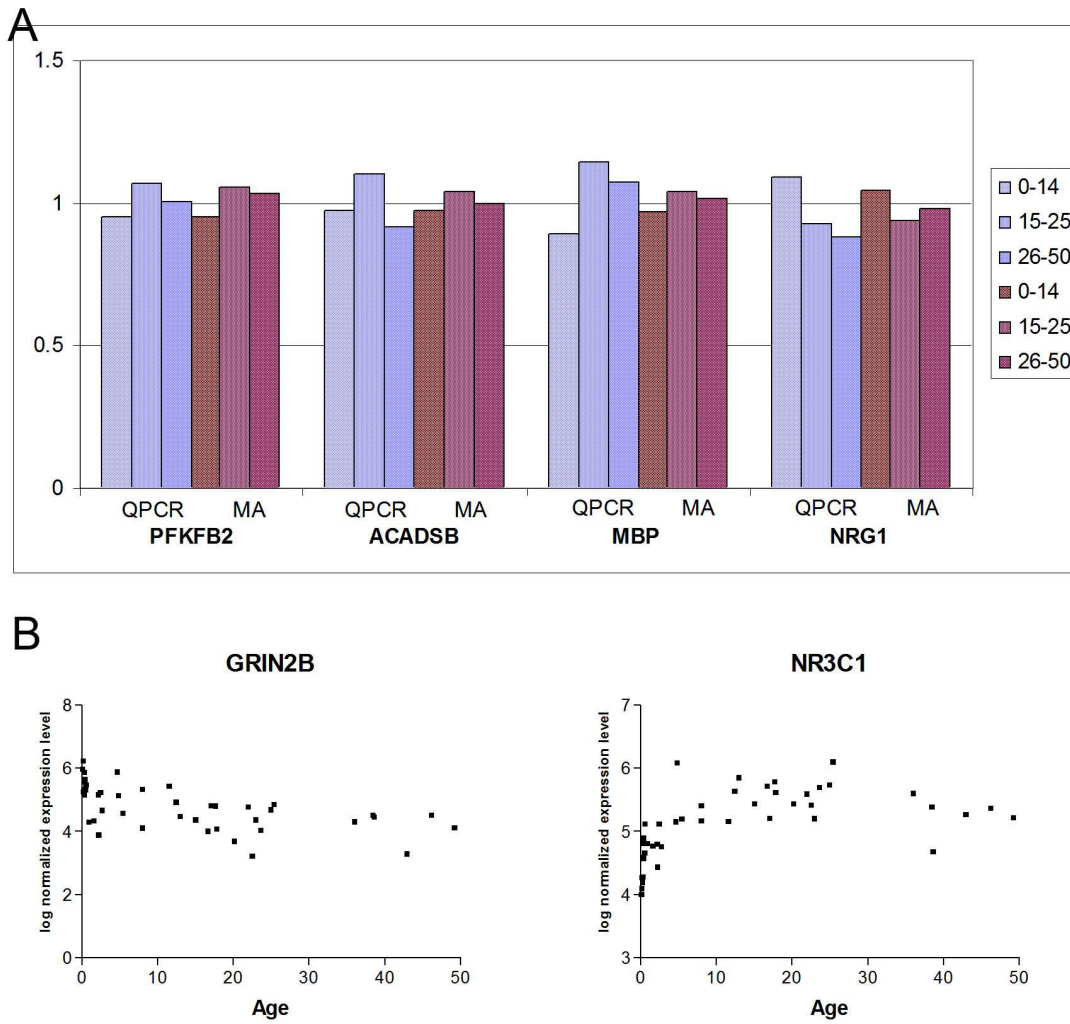 A
1.5
1
0.5
0
QPCR MA QPCR MA QPCR MA QPCR MA
PFKFB2 ACADSB MBP NRG1
0-14
15-25
26-50
0-14
15-25
26-50
B
GRIN2B
log normalized expression level
8
6
4
2
0
0 10 20 30 40 50
Age
NR3C1
log normalized expression level
7
6
5
4
3
0 10 20 30 40 50
Age